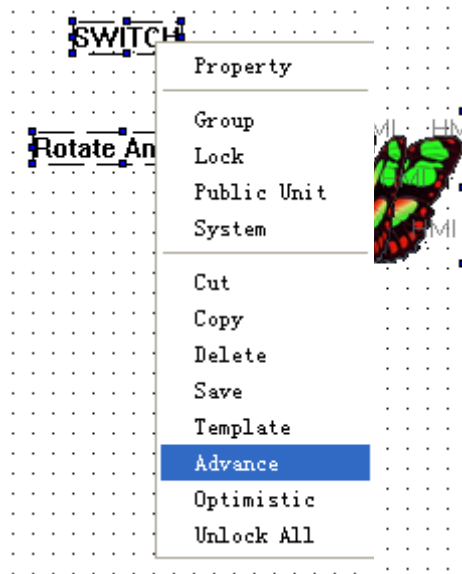 SWITCH
Property
Group
Rotate An
Lock
Public Unit
System
Cut
Copy
Delete
Save
Template
Advance
Optimistic
Unlock All